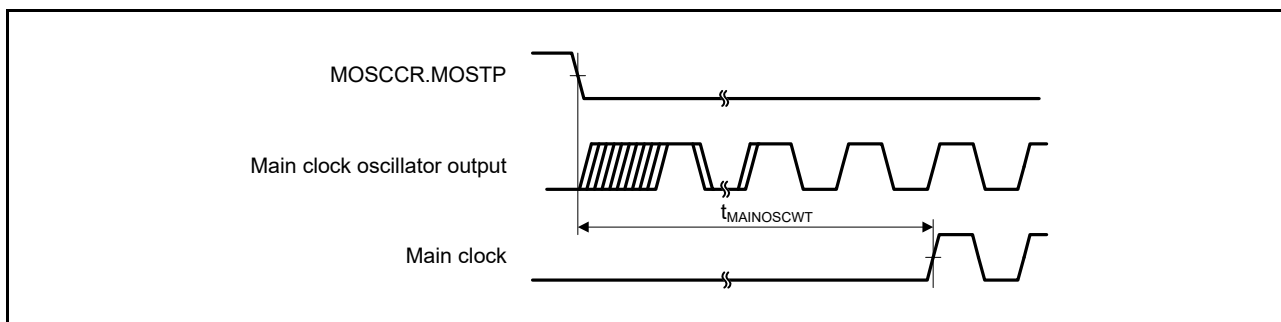 MOSCCR.MOSTP
Main clock oscillator output
tMAINOSCWT
Main clock